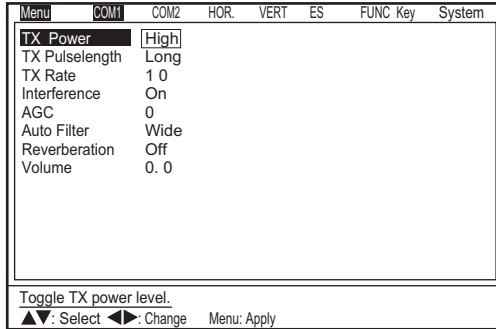 Menu COM1 COM2 HOR. VERT ES FUNC Key System
TX Power High
TX Pulselength Long
TX Rate 1 0
Interference On
AGC 0
Auto Filter Wide
Reverberation Off
Volume 0. 0
Toggle TX power level.
▲▼: Select ◀▶: Change Menu: Apply